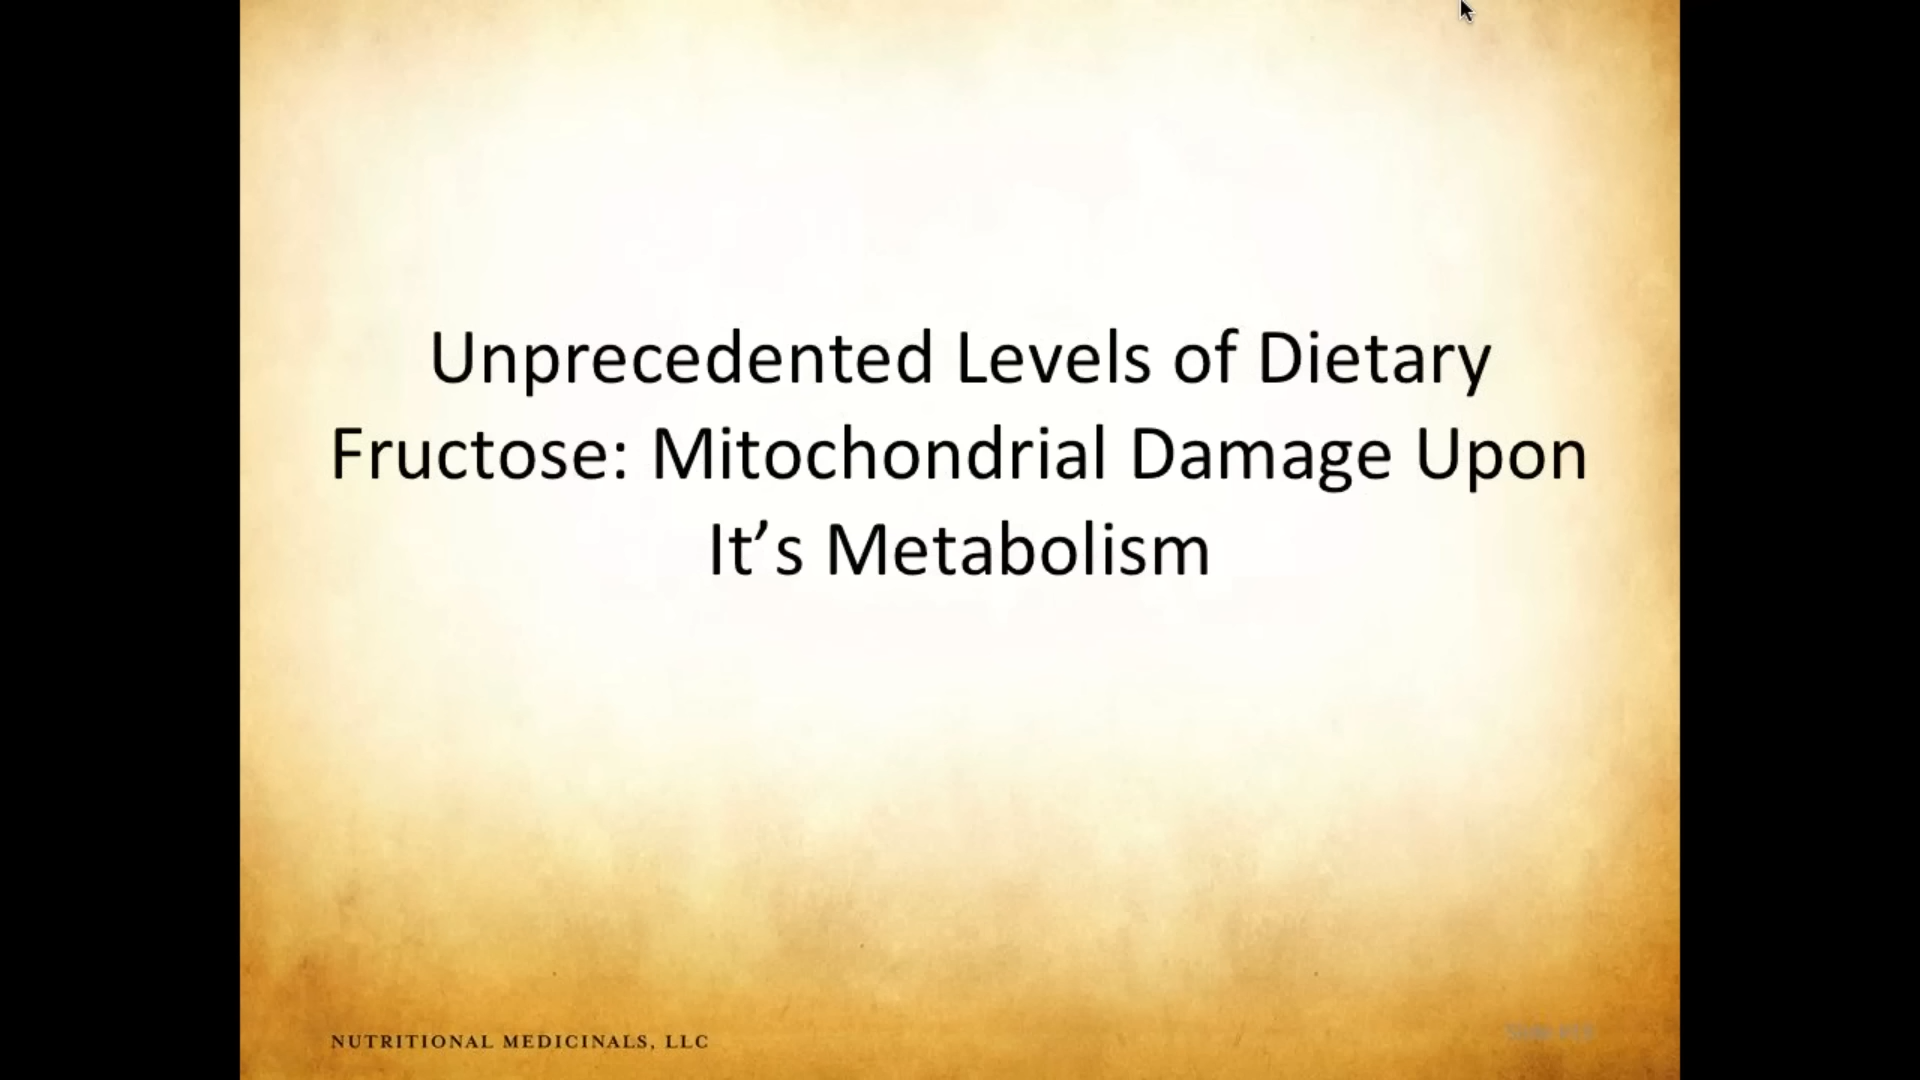 Unprecedented Levels of Dietary
Fructose: Mitochondrial Damage Upon
It’s Metabolism
NUTRITIONAL MEDICINALS, LLC